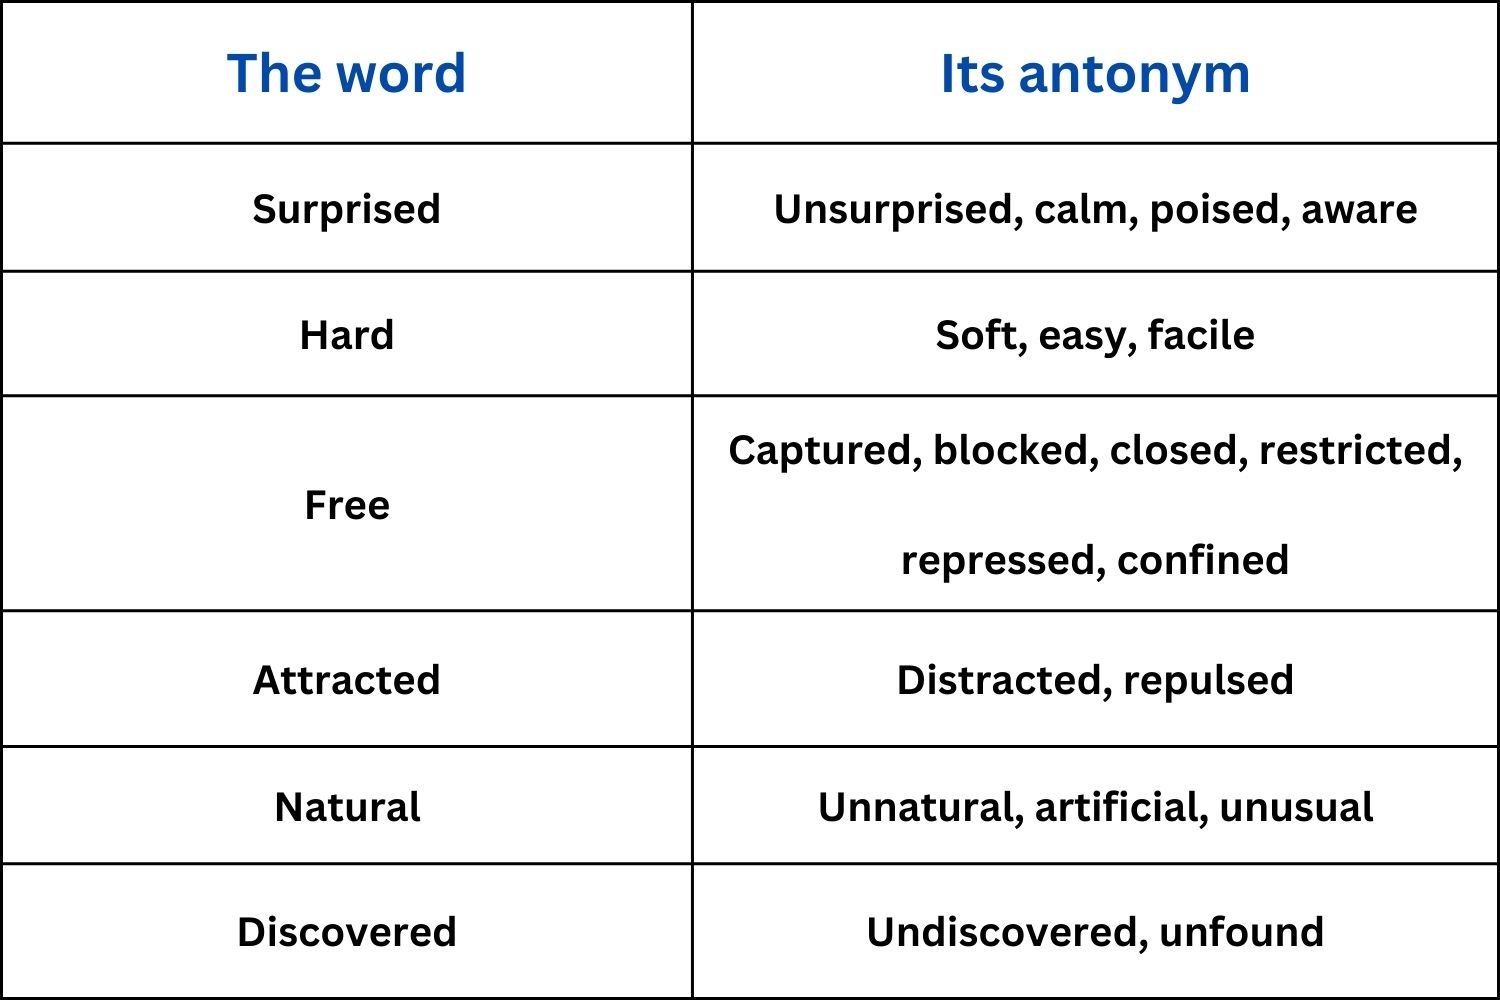 The word
Its antonym
Surprised
Unsurprised, calm, poised, aware
Hard
Soft, easy, facile
Free
Captured, blocked, closed, restricted,
repressed, confined
Attracted
Distracted, repulsed
Natural
Unnatural, artificial, unusual
Discovered
Undiscovered, unfound